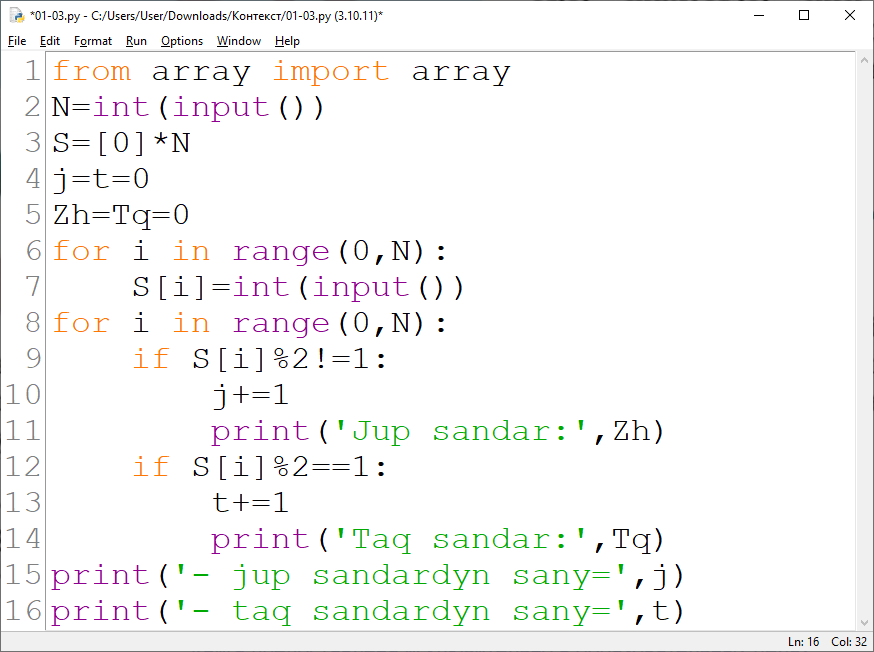 *01-03.py - C:/Users/User/Downloads/Контекст/01-03.py (3.10.11)*
File Edit Format Run Options Window Help
1 from array import array
2 N=int(input())
3 S=[0]*N
4 j=t=0
5 Zh=Tq=0
6 for i in range(0,N):
7     S[i]=int(input())
8 for i in range(0,N):
9     if S[i]%2!=1:
10         j+=1
11         print('Jup sandar:',Zh)
12     if S[i]%2==1:
13         t+=1
14         print('Taq sandar:',Tq)
15 print('- jup sandardyn sany=',j)
16 print('- taq sandardyn sany=',t)
Ln: 16 Col: 32